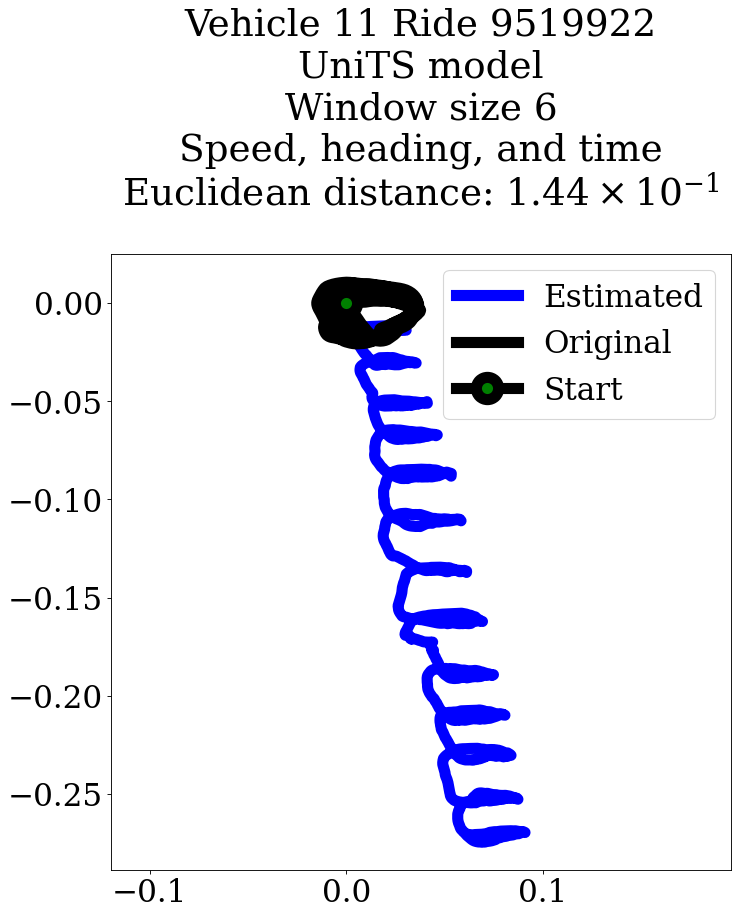 Vehicle 11 Ride 9519922
UniTS model
Window size 6
Speed, heading, and time
Euclidean distance: 1.44 × 10⁻¹
Estimated
Original
Start
0.00
−0.05
−0.10
−0.15
−0.20
−0.25
−0.1
0.0
0.1